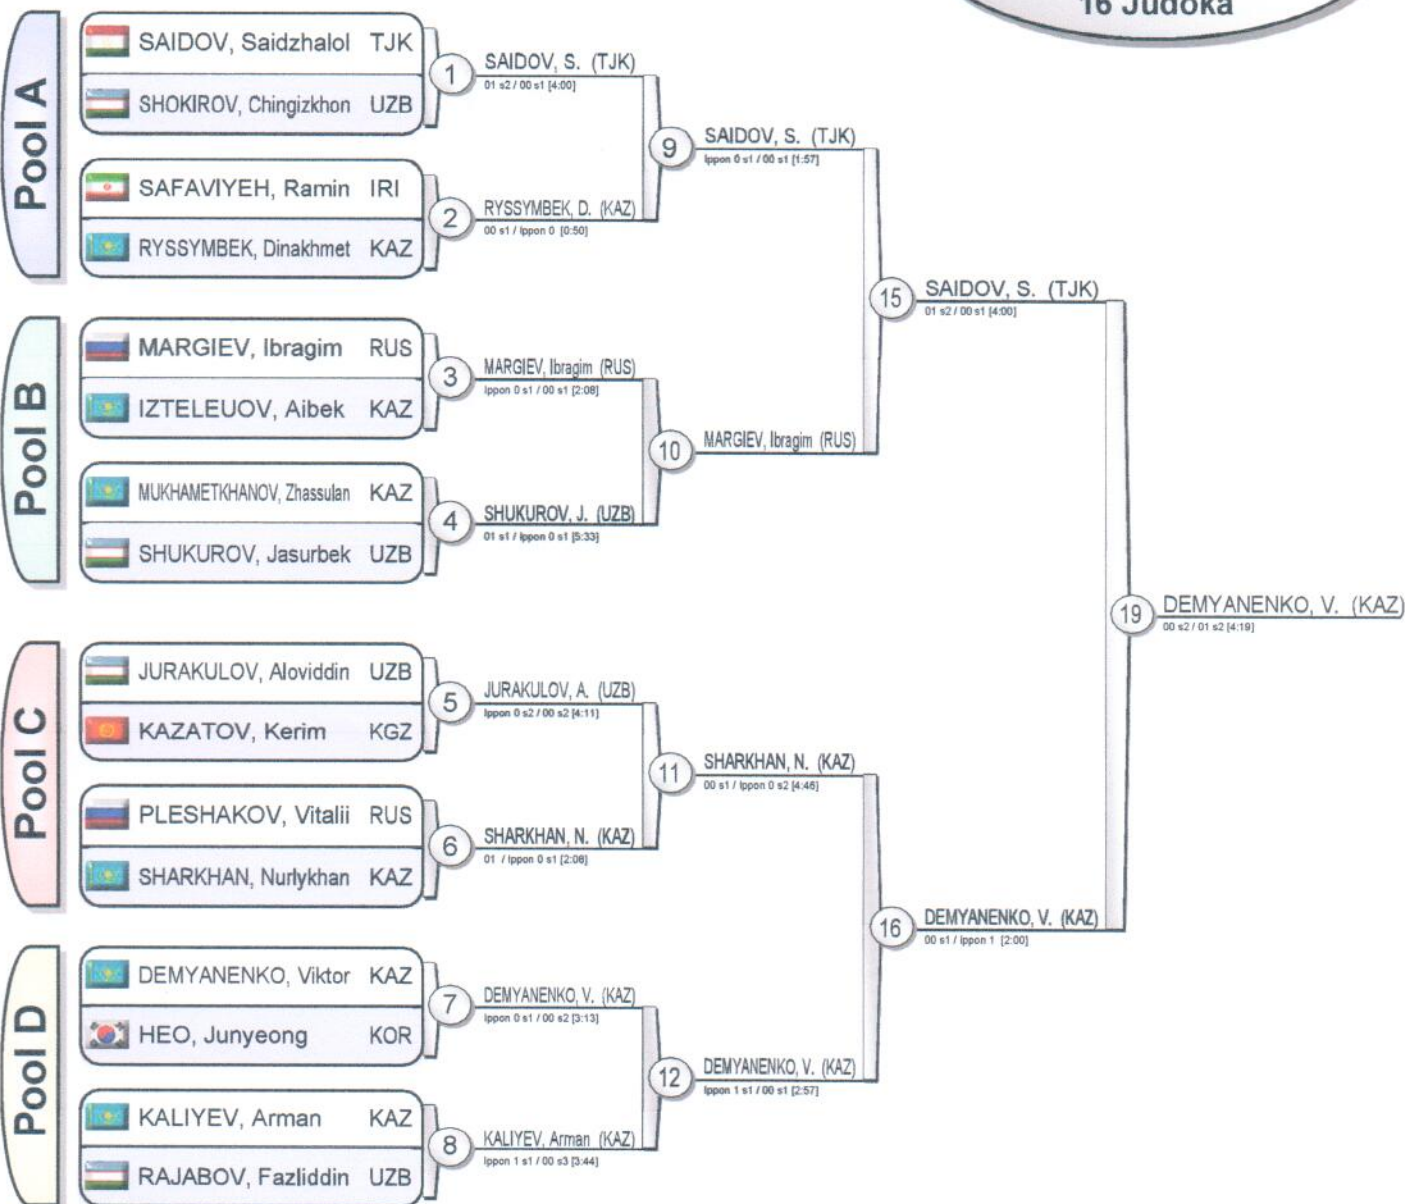 16 Judoka
Pool A
SAIDOV, Saidzhalol TJK
SHOKIROV, Chingizkhon UZB
SAFAVIYEH, Ramin IRI
RYSSYMBEK, Dinakhmet KAZ
1
SAIDOV, S. (TJK)
01 s2 / 00 s1 [4:00]
2
RYSSYMBEK, D. (KAZ)
00 s1 / Ippon 0 [0:50]
9
SAIDOV, S. (TJK)
Ippon 0 s1 / 00 s1 [1:57]
Pool B
MARGIEV, Ibragim RUS
IZTELEUOV, Aibek KAZ
MUKHAMETKHANOV, Zhassulan KAZ
SHUKUROV, Jasurbek UZB
3
MARGIEV, Ibragim (RUS)
Ippon 0 s1 / 00 s1 [2:08]
4
SHUKUROV, J. (UZB)
01 s1 / Ippon 0 s1 [5:33]
10
MARGIEV, Ibragim (RUS)
15
SAIDOV, S. (TJK)
01 s2 / 00 s1 [4:00]
Pool C
JURAKULOV, Aloviddin UZB
KAZATOV, Kerim KGZ
PLESHAKOV, Vitalii RUS
SHARKHAN, Nurlykhan KAZ
5
JURAKULOV, A. (UZB)
Ippon 0 s2 / 00 s2 [4:11]
6
SHARKHAN, N. (KAZ)
01 / Ippon 0 s1 [2:08]
11
SHARKHAN, N. (KAZ)
00 s1 / Ippon 0 s2 [4:46]
Pool D
DEMYANENKO, Viktor KAZ
HEO, Junyeong KOR
KALIYEV, Arman KAZ
RAJABOV, Fazliddin UZB
7
DEMYANENKO, V. (KAZ)
Ippon 0 s1 / 00 s2 [3:13]
8
KALIYEV, Arman (KAZ)
Ippon 1 s1 / 00 s3 [3:44]
12
DEMYANENKO, V. (KAZ)
Ippon 1 s1 / 00 s1 [2:57]
16
DEMYANENKO, V. (KAZ)
00 s1 / Ippon 1 [2:00]
19
DEMYANENKO, V. (KAZ)
00 s2 / 01 s2 [4:19]